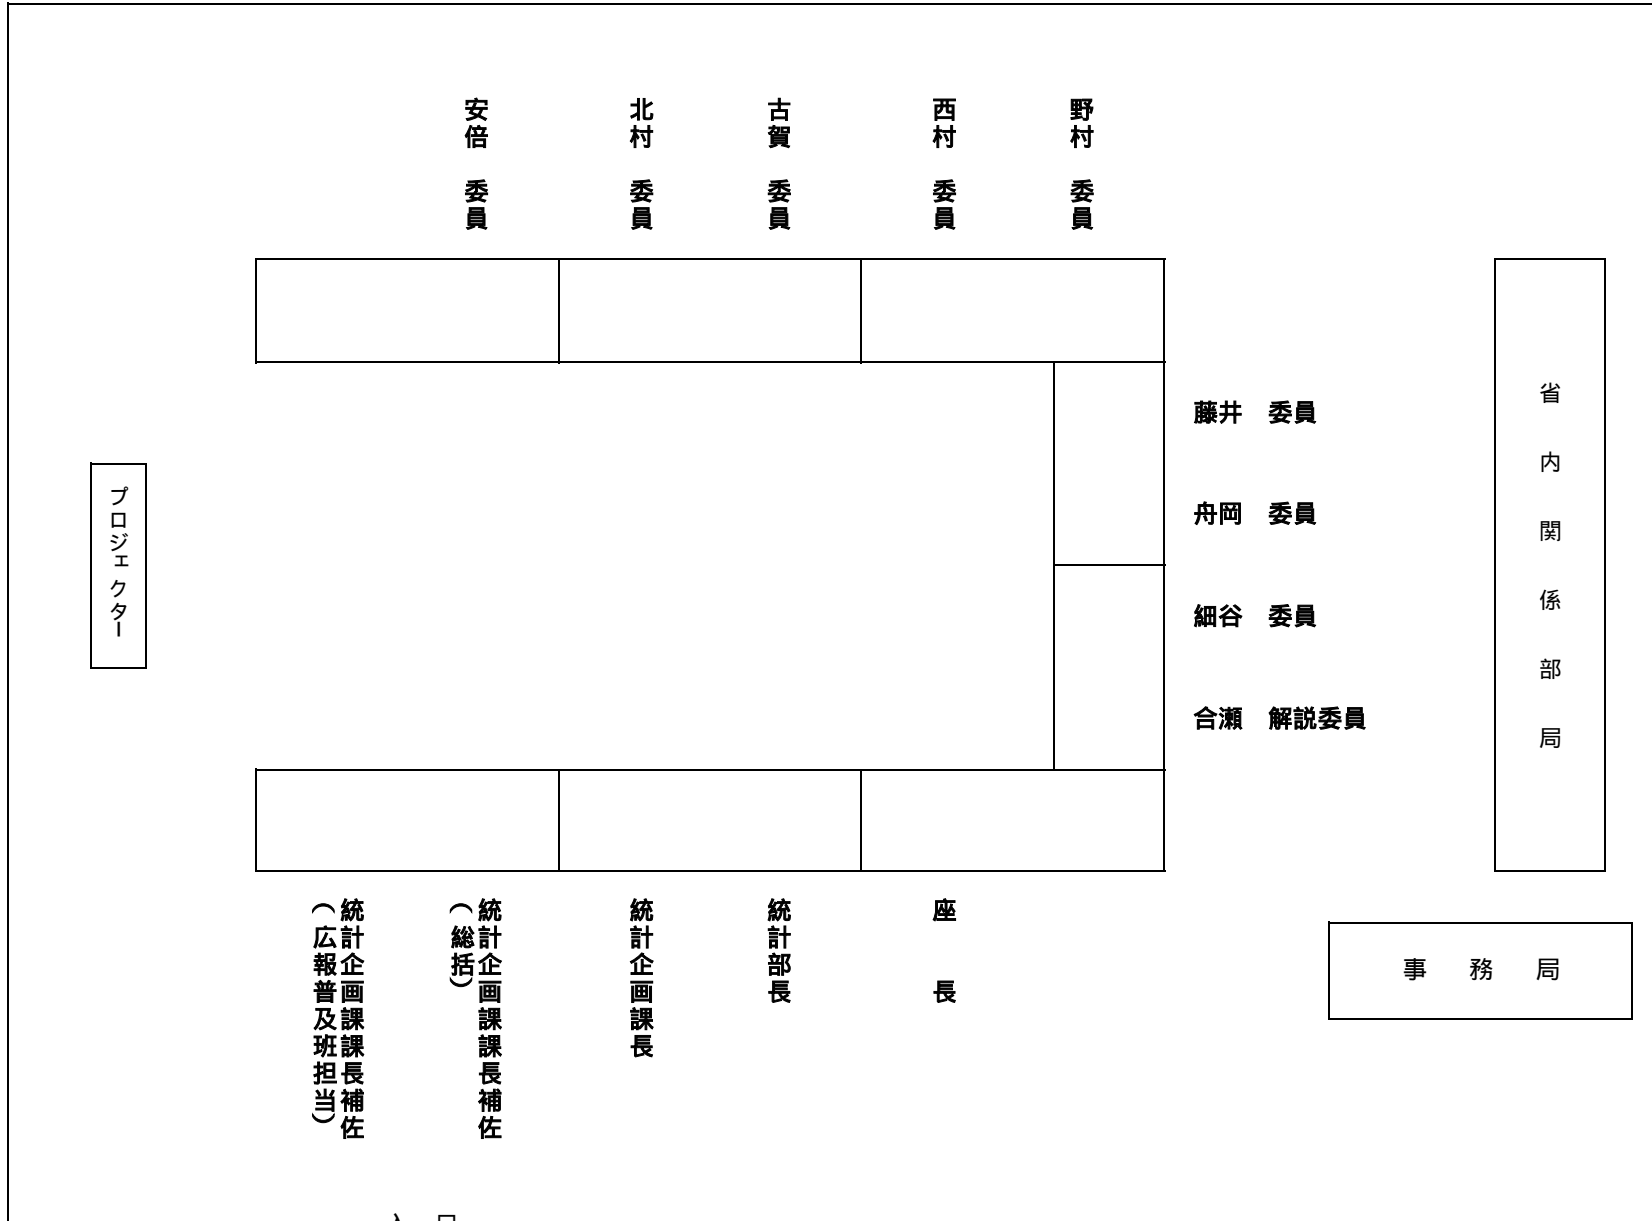 安倍　委員
北村　委員
古賀　委員
西村　委員
野村　委員
藤井　委員
舟岡　委員
細谷　委員
合瀬　解説委員
省内関係部局
プロジェクター
座　長
統計部長
統計企画課長
統計企画課課長補佐
（総括）
統計企画課課長補佐
（広報普及班担当）
事　務　局
入　口